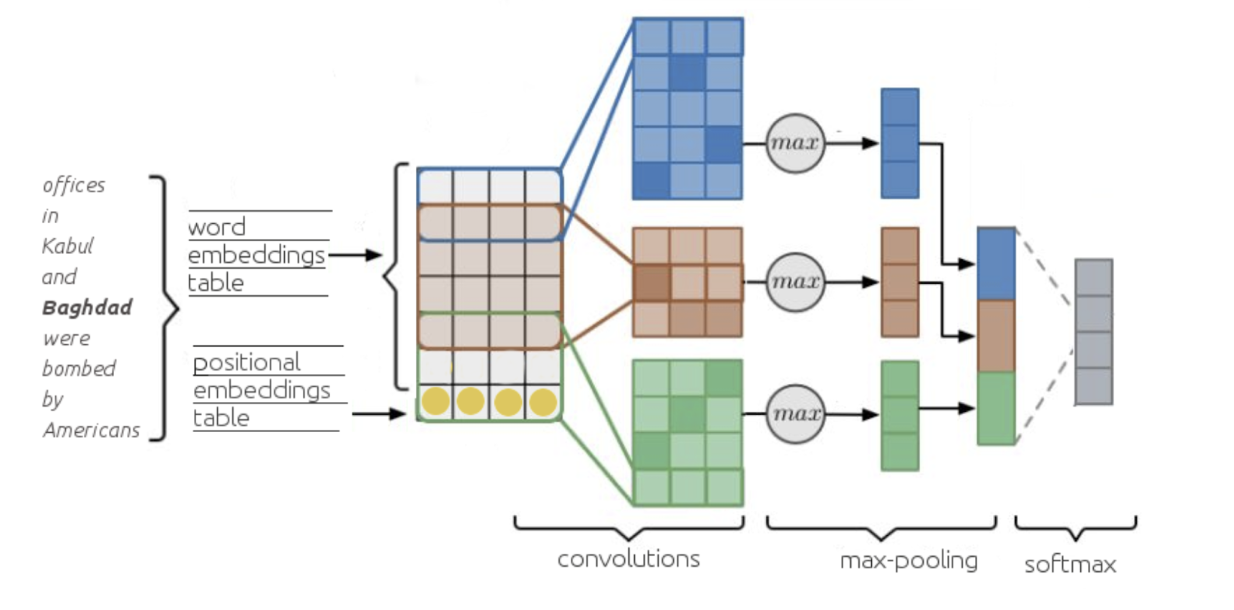 offices
in
Kabul
and
Baghdad
were
bombed
by
Americans
word
embeddings
table
positional
embeddings
table
max
max
max
convolutions
max-pooling
softmax